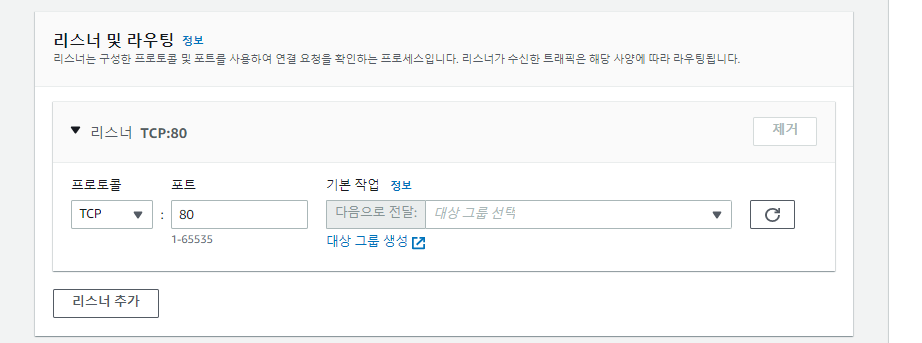 리스너 및 라우팅 정보
리스너는 구성한 프로토콜 및 포트를 사용하여 연결 요청을 확인하는 프로세스입니다. 리스너가 수신한 트래픽은 해당 사양에 따라 라우팅됩니다.
▼ 리스너 TCP:80 제거
프로토콜 포트 기본 작업 정보
TCP : 80 다음으로 전달: 대상 그룹 선택
1-65535 대상 그룹 생성
리스너 추가